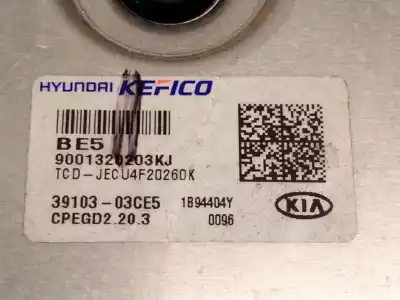 HYUNDAI KEFICO
BE5
9001320203KJ
TCD-JECU4F20260K
39103-03CE5 1B94404Y
CPEGD2.20.3 0096
KIA